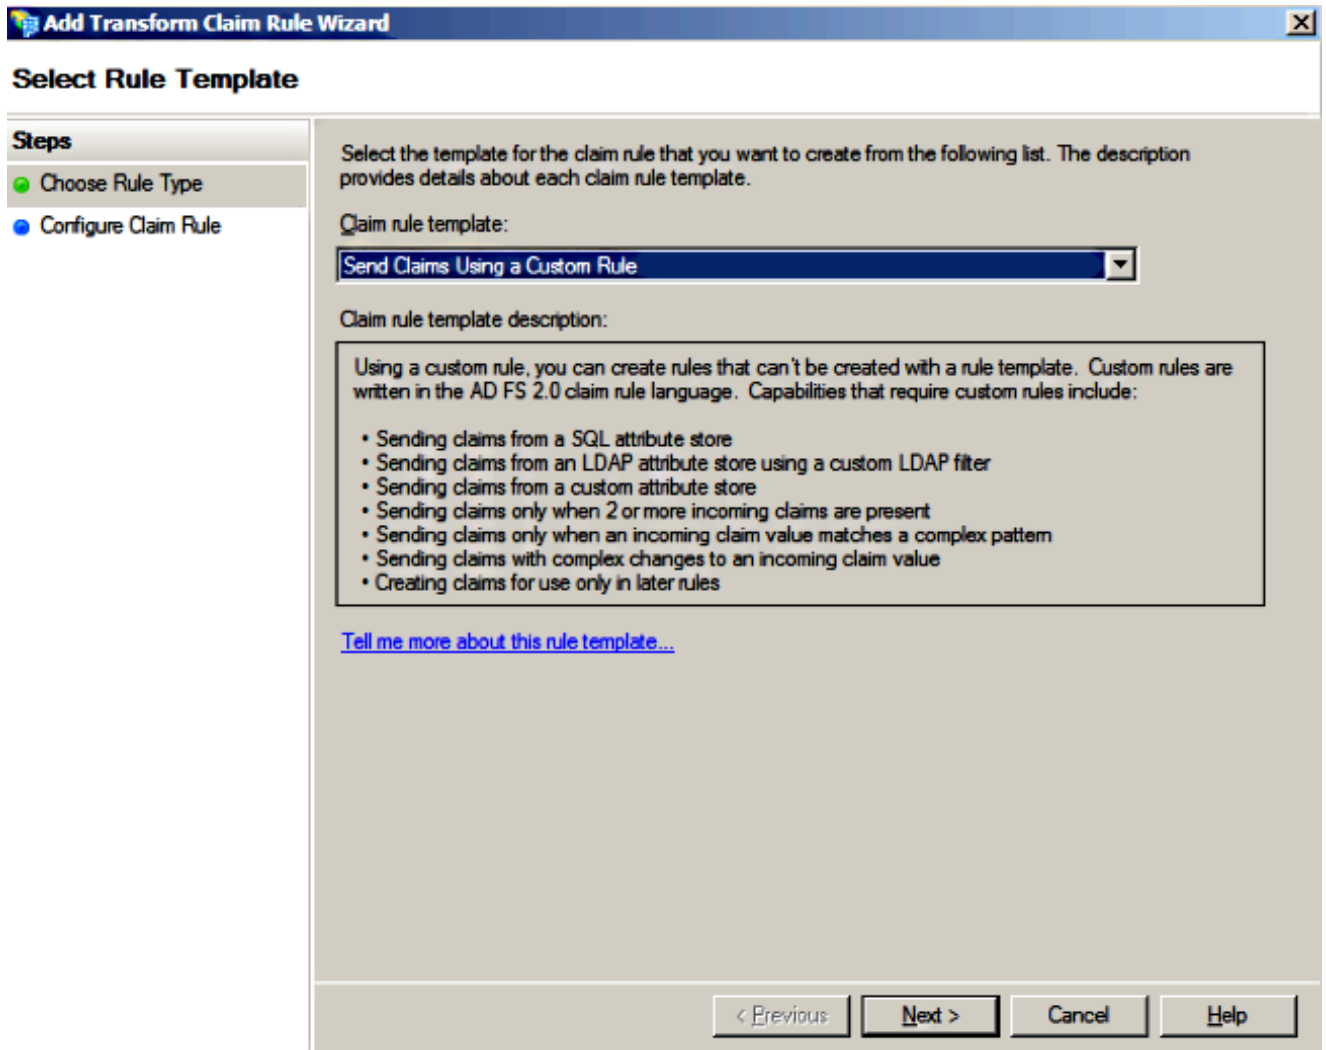 Add Transform Claim Rule Wizard
Select Rule Template
Steps
Choose Rule Type
Configure Claim Rule
Select the template for the claim rule that you want to create from the following list. The description
provides details about each claim rule template.
Claim rule template:
Send Claims Using a Custom Rule
Claim rule template description:
Using a custom rule, you can create rules that can't be created with a rule template. Custom rules are
written in the AD FS 2.0 claim rule language. Capabilities that require custom rules include:
• Sending claims from a SQL attribute store
• Sending claims from an LDAP attribute store using a custom LDAP filter
• Sending claims from a custom attribute store
• Sending claims only when 2 or more incoming claims are present
• Sending claims only when an incoming claim value matches a complex pattern
• Sending claims with complex changes to an incoming claim value
• Creating claims for use only in later rules
Tell me more about this rule template...
< Previous Next > Cancel Help